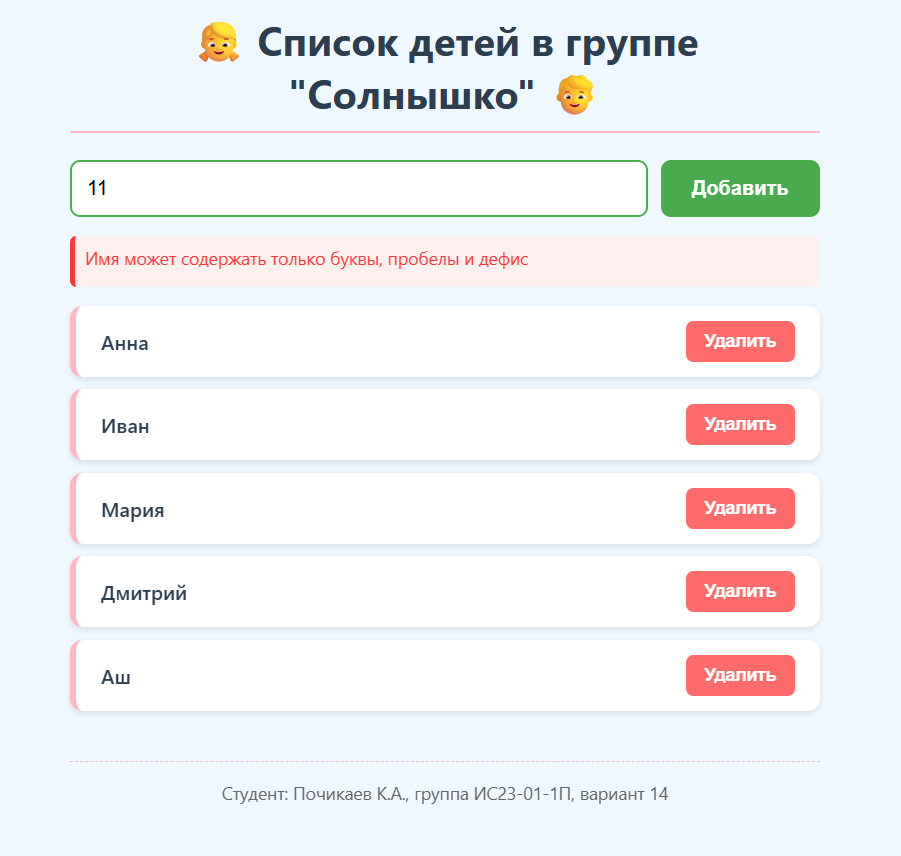 👧 Список детей в группе
"Солнышко" 👦
11
Добавить
Имя может содержать только буквы, пробелы и дефис
Анна
Удалить
Иван
Удалить
Мария
Удалить
Дмитрий
Удалить
Аш
Удалить
Студент: Почикаев К.А., группа ИС23-01-1П, вариант 14